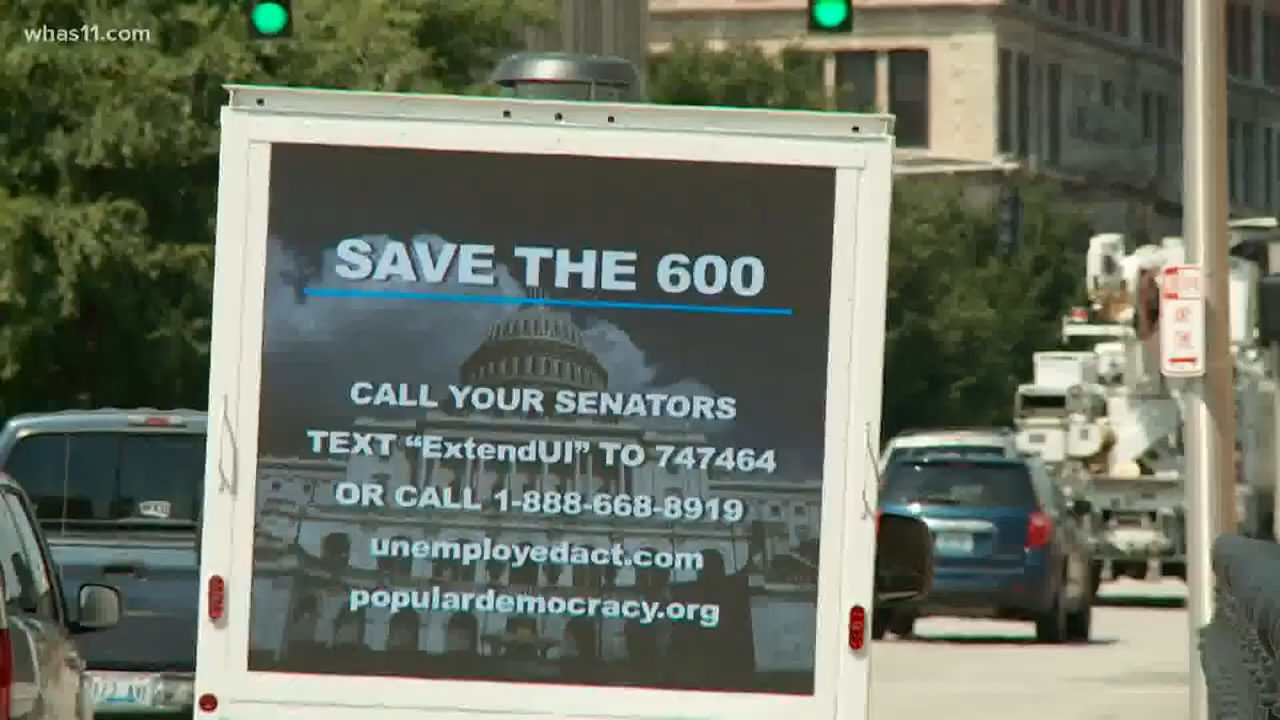 whas11.com
SAVE THE 600
CALL YOUR SENATORS
TEXT “ExtendUI” TO 747464
OR CALL 1-888-668-8919
unemployedact.com
populardemocracy.org